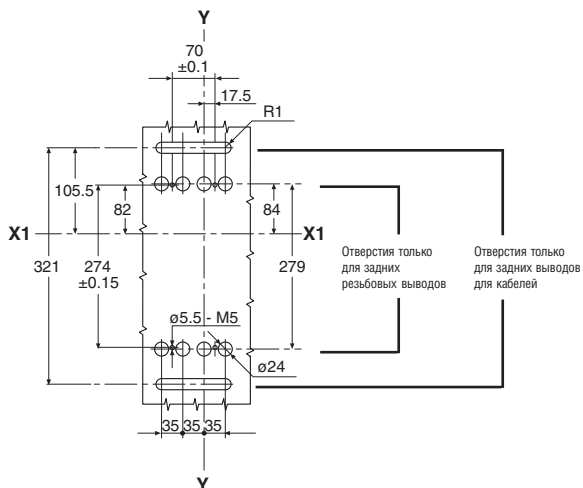 Y
70
±0.1
17.5
R1
105.5
82
84
X1
X1
321
274
±0.15
279
Отверстия только
для задних
резьбовых выводов
Отверстия только
для задних выводов
для кабелей
ø5.5 - M5
ø24
35 35 35
Y